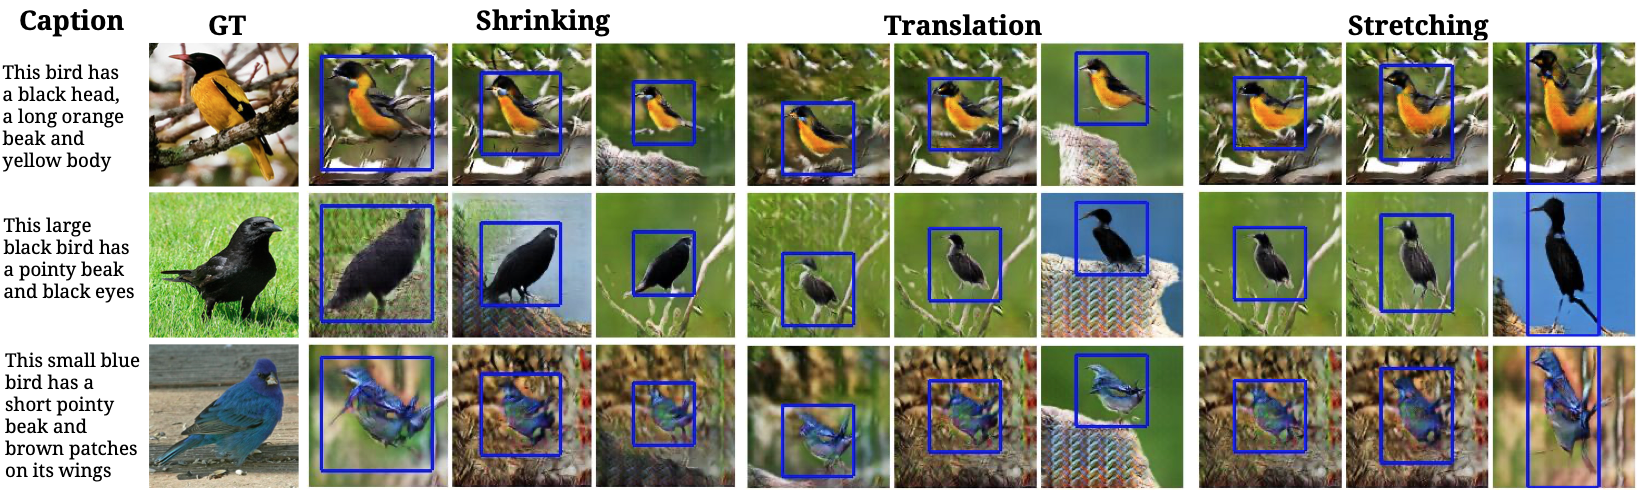 Caption GT Shrinking Translation Stretching
This bird has
a black head,
a long orange
beak and
yellow body
This large
black bird has
a pointy beak
and black eyes
This small blue
bird has a
short pointy
beak and
brown patches
on its wings